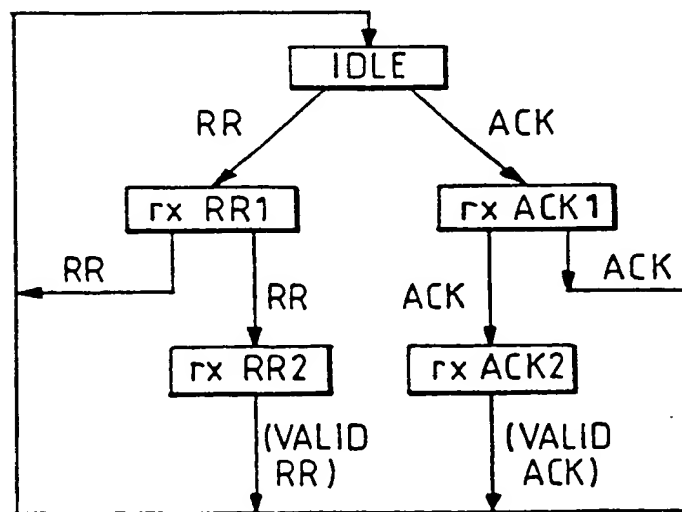 IDLE
RR
ACK
rx RR1
rx ACK1
RR
RR
ACK
ACK
rx RR2
rx ACK2
(VALID
RR)
(VALID
ACK)